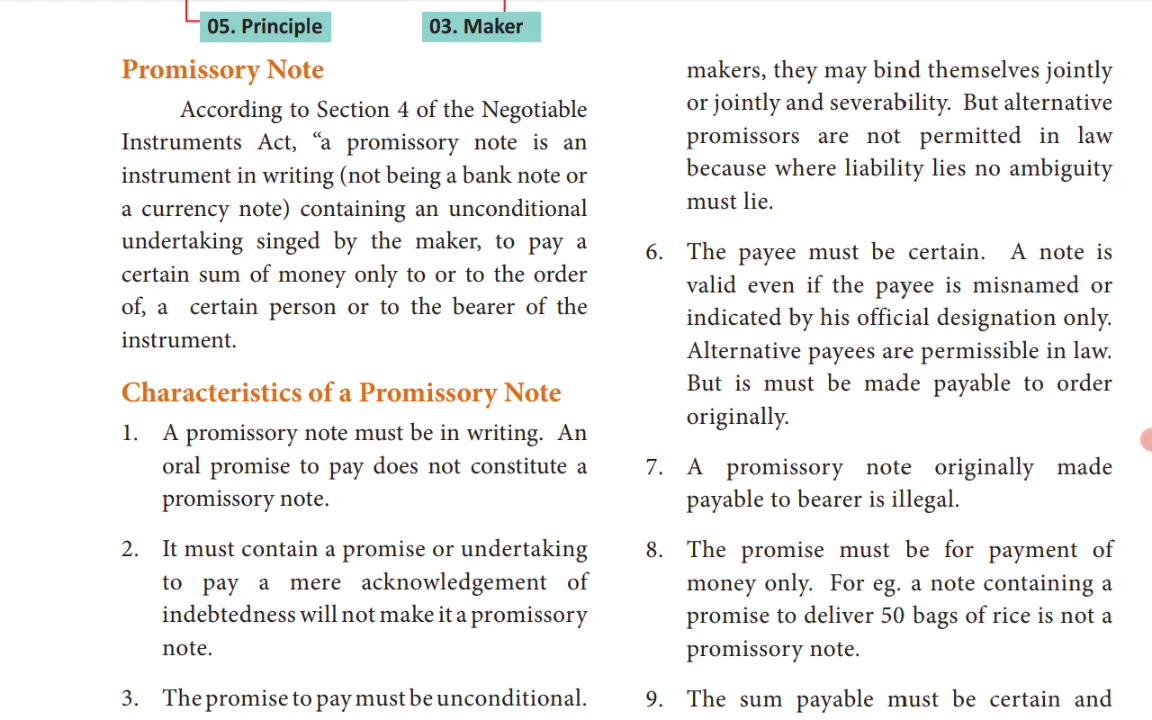 05. Principle
03. Maker
Promissory Note
According to Section 4 of the Negotiable
Instruments Act, “a promissory note is an
instrument in writing (not being a bank note or
a currency note) containing an unconditional
undertaking singed by the maker, to pay a
certain sum of money only to or to the order
of, a certain person or to the bearer of the
instrument.
Characteristics of a Promissory Note
1. A promissory note must be in writing. An
oral promise to pay does not constitute a
promissory note.
2. It must contain a promise or undertaking
to pay a mere acknowledgement of
indebtedness will not make it a promissory
note.
3. The promise to pay must be unconditional.
makers, they may bind themselves jointly
or jointly and severability. But alternative
promissors are not permitted in law
because where liability lies no ambiguity
must lie.
6. The payee must be certain. A note is
valid even if the payee is misnamed or
indicated by his official designation only.
Alternative payees are permissible in law.
But is must be made payable to order
originally.
7. A promissory note originally made
payable to bearer is illegal.
8. The promise must be for payment of
money only. For eg. a note containing a
promise to deliver 50 bags of rice is not a
promissory note.
9. The sum payable must be certain and